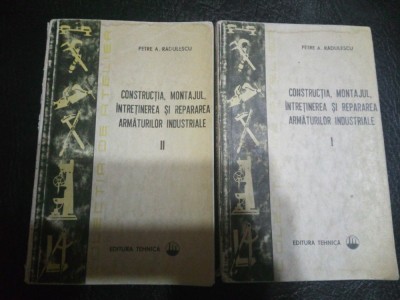 PETRE A. RADULESCU
CONSTRUCȚIA, MONTAJUL,
ÎNTREȚINEREA ȘI REPARAREA
ARMĂTURILOR INDUSTRIALE
II
EDITURA TEHNICĂ
PETRE A. RADULESCU
CONSTRUCȚIA, MONTAJUL,
ÎNTREȚINEREA ȘI REPARAREA
ARMĂTURILOR INDUSTRIALE
I
EDITURA TEHNICĂ